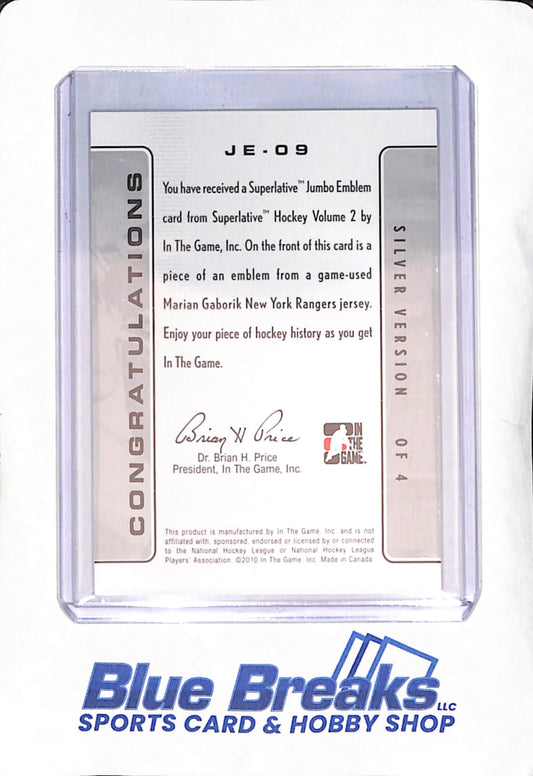 JE-09
CONGRATULATIONS
You have received a Superlative™ Jumbo Emblem
card from Superlative™ Hockey Volume 2 by
In The Game, Inc. On the front of this card is a
piece of an emblem from a game-used
Marian Gaborik New York Rangers jersey.
Enjoy your piece of hockey history as you get
In The Game.
SILVER VERSION OF 4
Brian H Price
Dr. Brian H. Price
President, In The Game, Inc.
IN
THE
GAME
This product is manufactured by In The Game, Inc. and is not
affiliated with, sponsored, endorsed or licensed by or connected
to the National Hockey League or National Hockey League
Players' Association ©2010 In The Game, Inc. Made in Canada
Blue Breaks LLC
SPORTS CARD & HOBBY SHOP